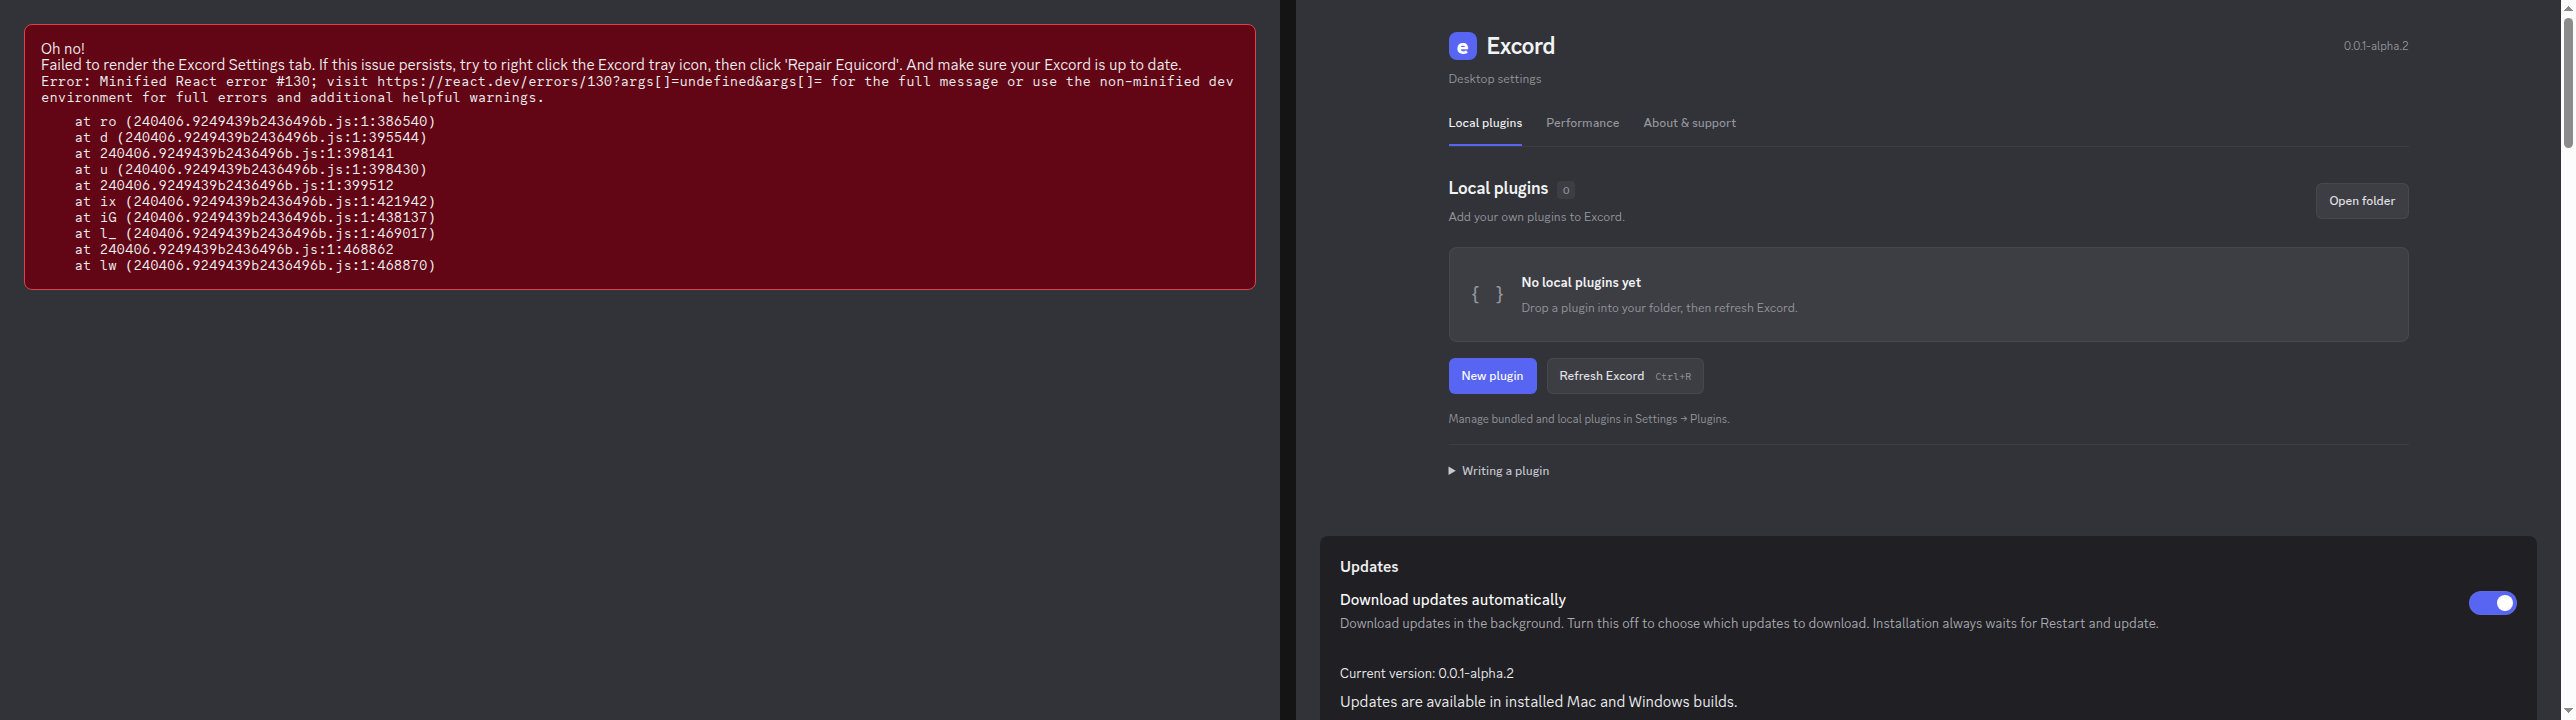 Oh no!
Failed to render the Excord Settings tab. If this issue persists, try to right click the Excord tray icon, then click 'Repair Equicord'. And make sure your Excord is up to date.
Error: Minified React error #130; visit https://react.dev/errors/130?args[]=undefined&args[]= for the full message or use the non-minified dev
environment for full errors and additional helpful warnings.
at ro (240406.9249439b2436496b.js:1:386540)
at d (240406.9249439b2436496b.js:1:395544)
at 240406.9249439b2436496b.js:1:398141
at u (240406.9249439b2436496b.js:1:398430)
at 240406.9249439b2436496b.js:1:399512
at ix (240406.9249439b2436496b.js:1:421942)
at iG (240406.9249439b2436496b.js:1:438137)
at l_ (240406.9249439b2436496b.js:1:469017)
at 240406.9249439b2436496b.js:1:468862
at lw (240406.9249439b2436496b.js:1:468870)
e Excord
0.0.1-alpha.2
Desktop settings
Local plugins Performance About & support
Local plugins 0
Open folder
Add your own plugins to Excord.
{ } No local plugins yet
Drop a plugin into your folder, then refresh Excord.
New plugin Refresh Excord Ctrl+R
Manage bundled and local plugins in Settings → Plugins.
▶ Writing a plugin
Updates
Download updates automatically
Download updates in the background. Turn this off to choose which updates to download. Installation always waits for Restart and update.
Current version: 0.0.1-alpha.2
Updates are available in installed Mac and Windows builds.